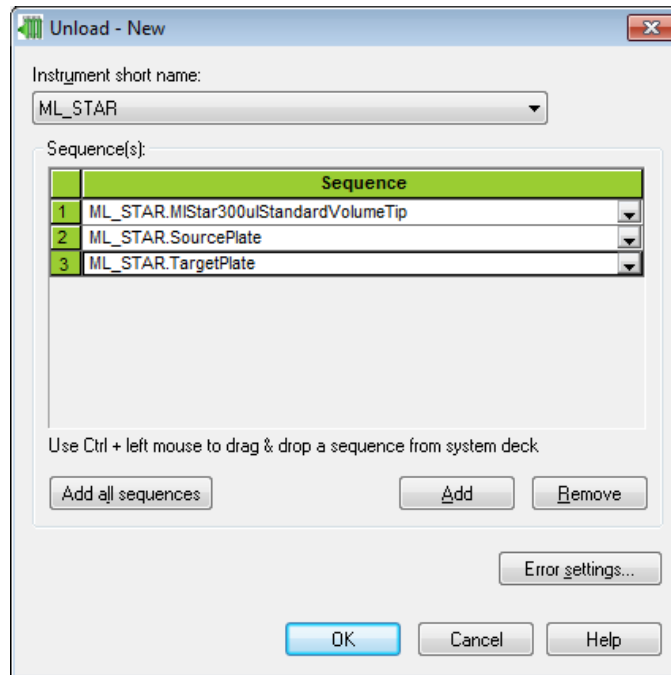 Unload - New
Instrument short name:
ML_STAR
Sequence(s):
Sequence
1 ML_STAR.MlStar300ulStandardVolumeTip
2 ML_STAR.SourcePlate
3 ML_STAR.TargetPlate
Use Ctrl + left mouse to drag & drop a sequence from system deck
Add all sequences Add Remove
Error settings...
OK Cancel Help